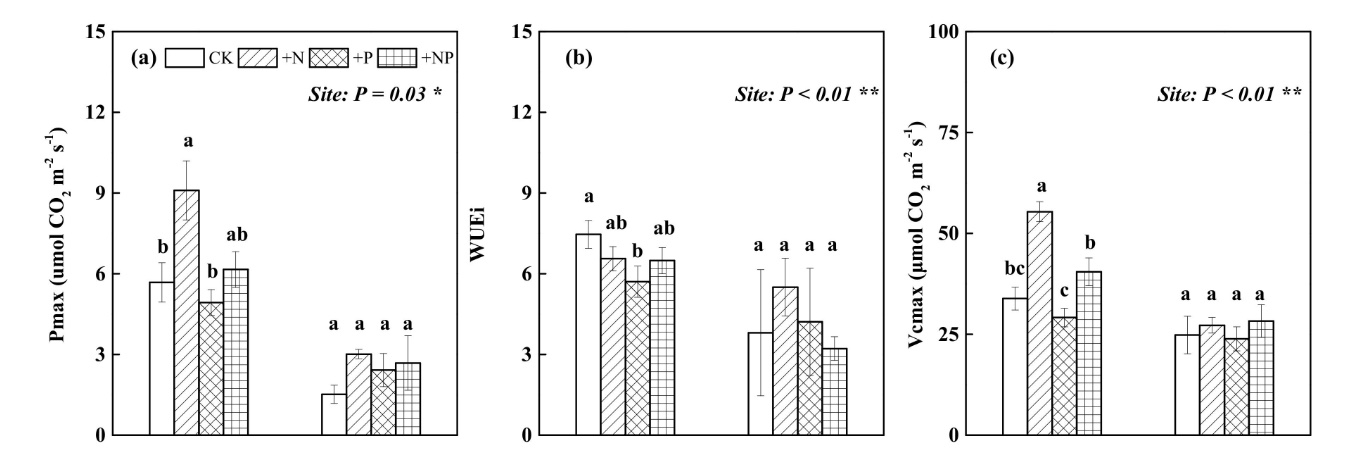 15
12
9
6
3
0
Pmax (umol CO₂ m⁻² s⁻¹)
(a) CK +N +P +NP
Site: P = 0.03 *
b a b ab
a a a a
15
12
9
6
3
0
WUEi
(b)
Site: P < 0.01 **
a ab b ab
a a a a
100
75
50
25
0
Vcmax (μmol CO₂ m⁻² s⁻¹)
(c)
Site: P < 0.01 **
bc a c b
a a a a